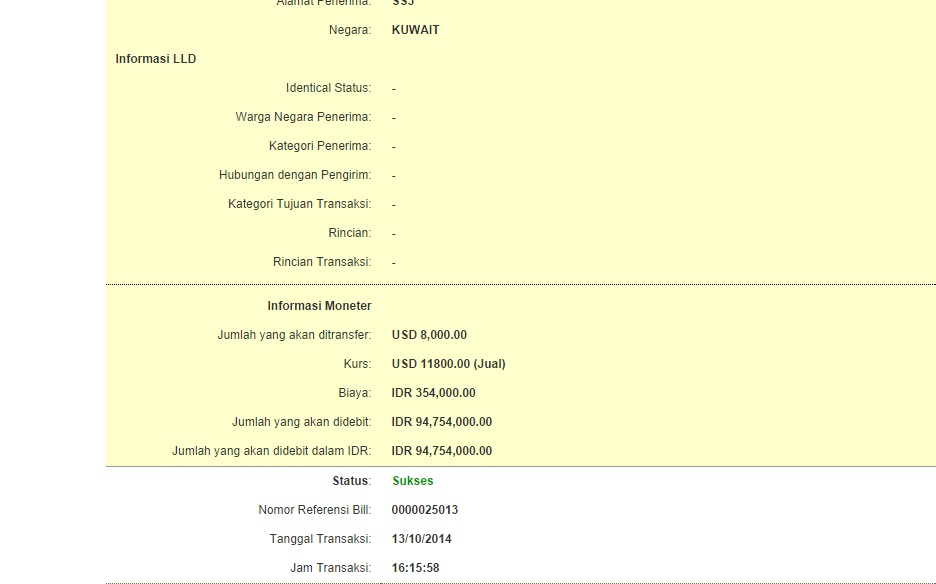 Alamat Penerima: SS5
Negara: KUWAIT
Informasi LLD
Identical Status: -
Warga Negara Penerima: -
Kategori Penerima: -
Hubungan dengan Pengirim: -
Kategori Tujuan Transaksi: -
Rincian: -
Rincian Transaksi: -
Informasi Moneter
Jumlah yang akan ditransfer: USD 8,000.00
Kurs: USD 11800.00 (Jual)
Biaya: IDR 354,000.00
Jumlah yang akan didebit: IDR 94,754,000.00
Jumlah yang akan didebit dalam IDR: IDR 94,754,000.00
Status: Sukses
Nomor Referensi Bill: 0000025013
Tanggal Transaksi: 13/10/2014
Jam Transaksi: 16:15:58